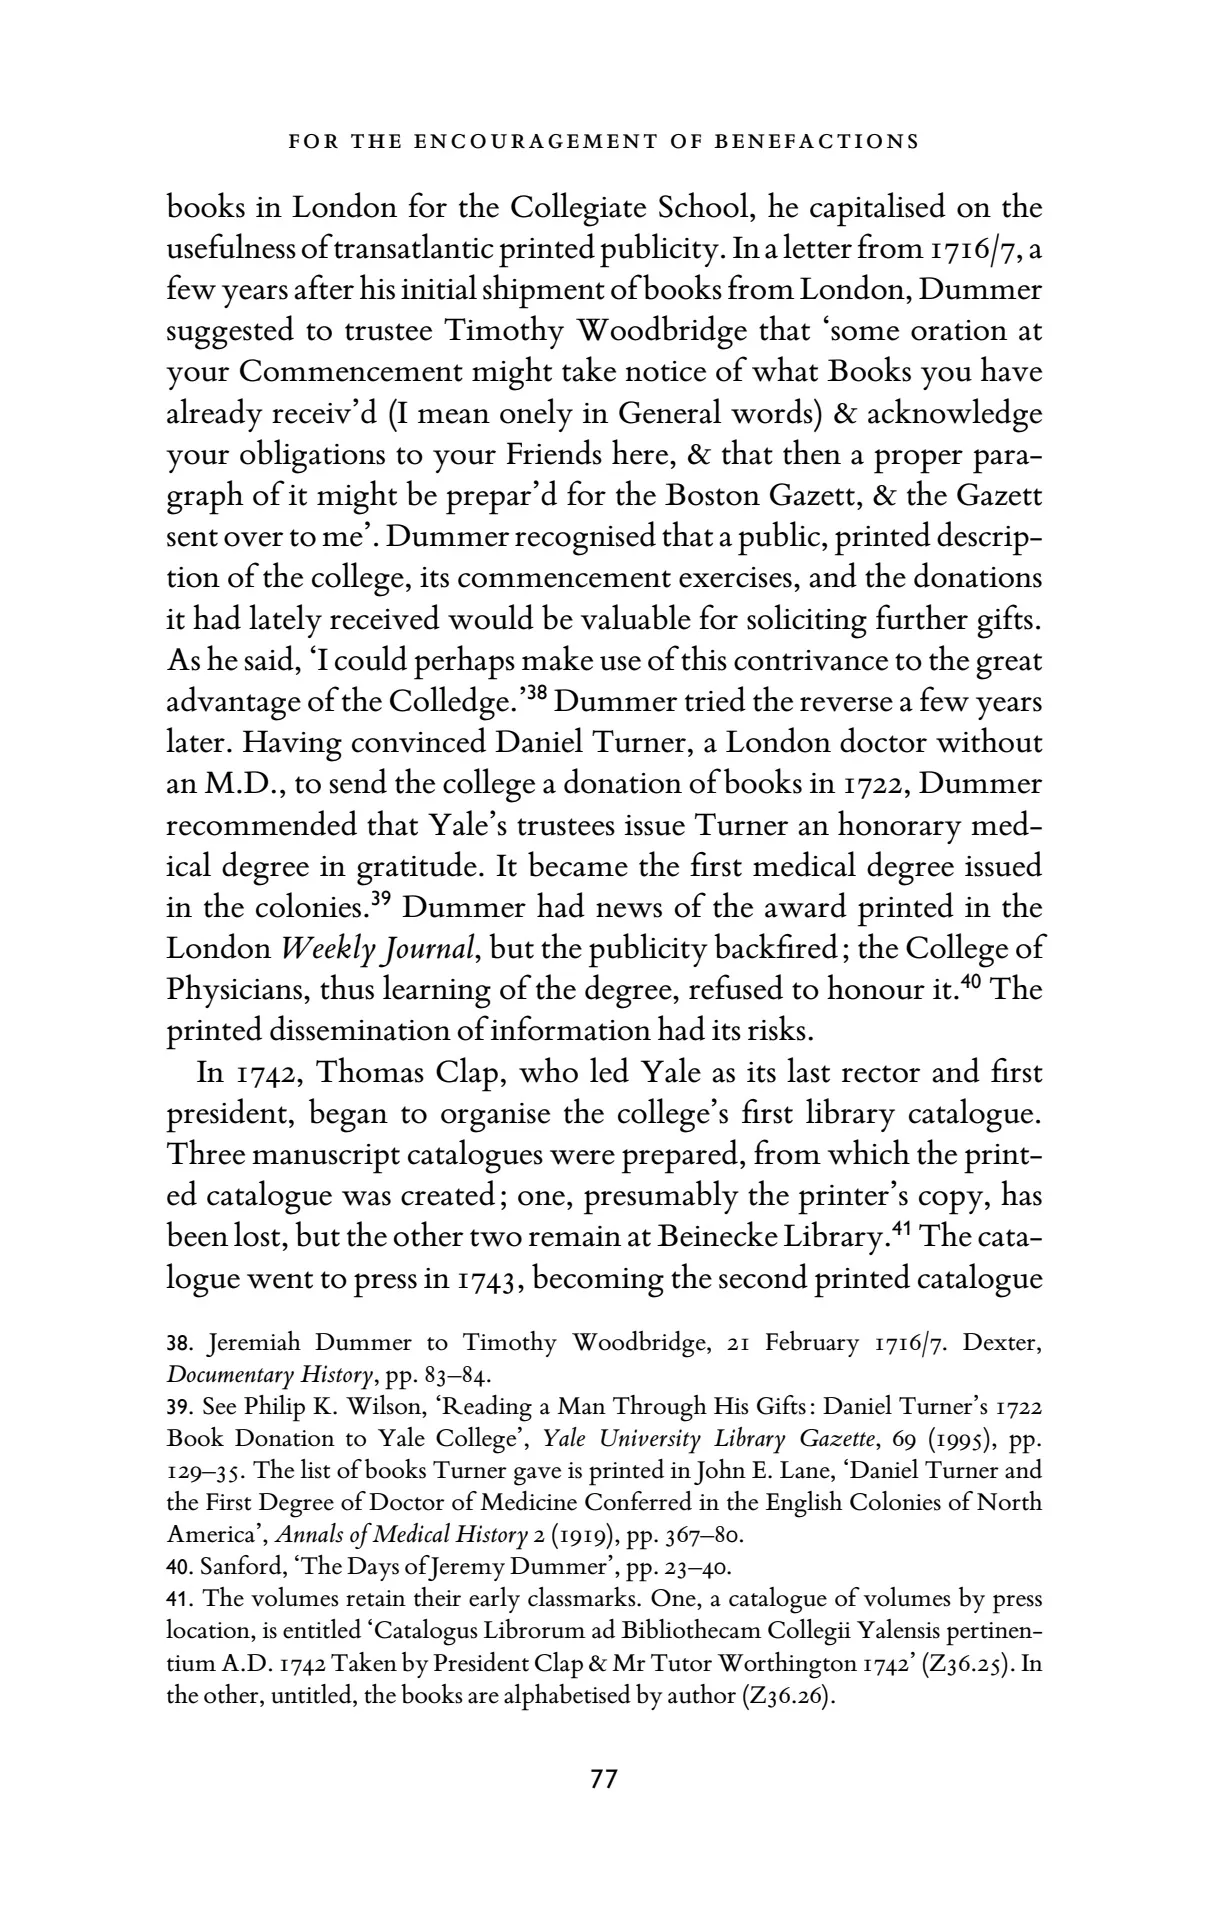 FOR THE ENCOURAGEMENT OF BENEFACTIONS
books in London for the Collegiate School, he capitalised on the
usefulness of transatlantic printed publicity. In a letter from 1716/7, a
few years after his initial shipment of books from London, Dummer
suggested to trustee Timothy Woodbridge that ‘some oration at
your Commencement might take notice of what Books you have
already receiv’d (I mean onely in General words) & acknowledge
your obligations to your Friends here, & that then a proper para-
graph of it might be prepar’d for the Boston Gazett, & the Gazett
sent over to me’. Dummer recognised that a public, printed descrip-
tion of the college, its commencement exercises, and the donations
it had lately received would be valuable for soliciting further gifts.
As he said, ‘I could perhaps make use of this contrivance to the great
advantage of the Colledge.’38 Dummer tried the reverse a few years
later. Having convinced Daniel Turner, a London doctor without
an M.D., to send the college a donation of books in 1722, Dummer
recommended that Yale’s trustees issue Turner an honorary med-
ical degree in gratitude. It became the first medical degree issued
in the colonies.39 Dummer had news of the award printed in the
London Weekly Journal, but the publicity backfired; the College of
Physicians, thus learning of the degree, refused to honour it.40 The
printed dissemination of information had its risks.
In 1742, Thomas Clap, who led Yale as its last rector and first
president, began to organise the college’s first library catalogue.
Three manuscript catalogues were prepared, from which the print-
ed catalogue was created; one, presumably the printer’s copy, has
been lost, but the other two remain at Beinecke Library.41 The cata-
logue went to press in 1743, becoming the second printed catalogue
38. Jeremiah Dummer to Timothy Woodbridge, 21 February 1716/7. Dexter,
Documentary History, pp. 83–84.
39. See Philip K. Wilson, ‘Reading a Man Through His Gifts: Daniel Turner’s 1722
Book Donation to Yale College’, Yale University Library Gazette, 69 (1995), pp.
129–35. The list of books Turner gave is printed in John E. Lane, ‘Daniel Turner and
the First Degree of Doctor of Medicine Conferred in the English Colonies of North
America’, Annals of Medical History 2 (1919), pp. 367–80.
40. Sanford, ‘The Days of Jeremy Dummer’, pp. 23–40.
41. The volumes retain their early classmarks. One, a catalogue of volumes by press
location, is entitled ‘Catalogus Librorum ad Bibliothecam Collegii Yalensis pertinen-
tium A.D. 1742 Taken by President Clap & Mr Tutor Worthington 1742’ (Z36.25). In
the other, untitled, the books are alphabetised by author (Z36.26).
77